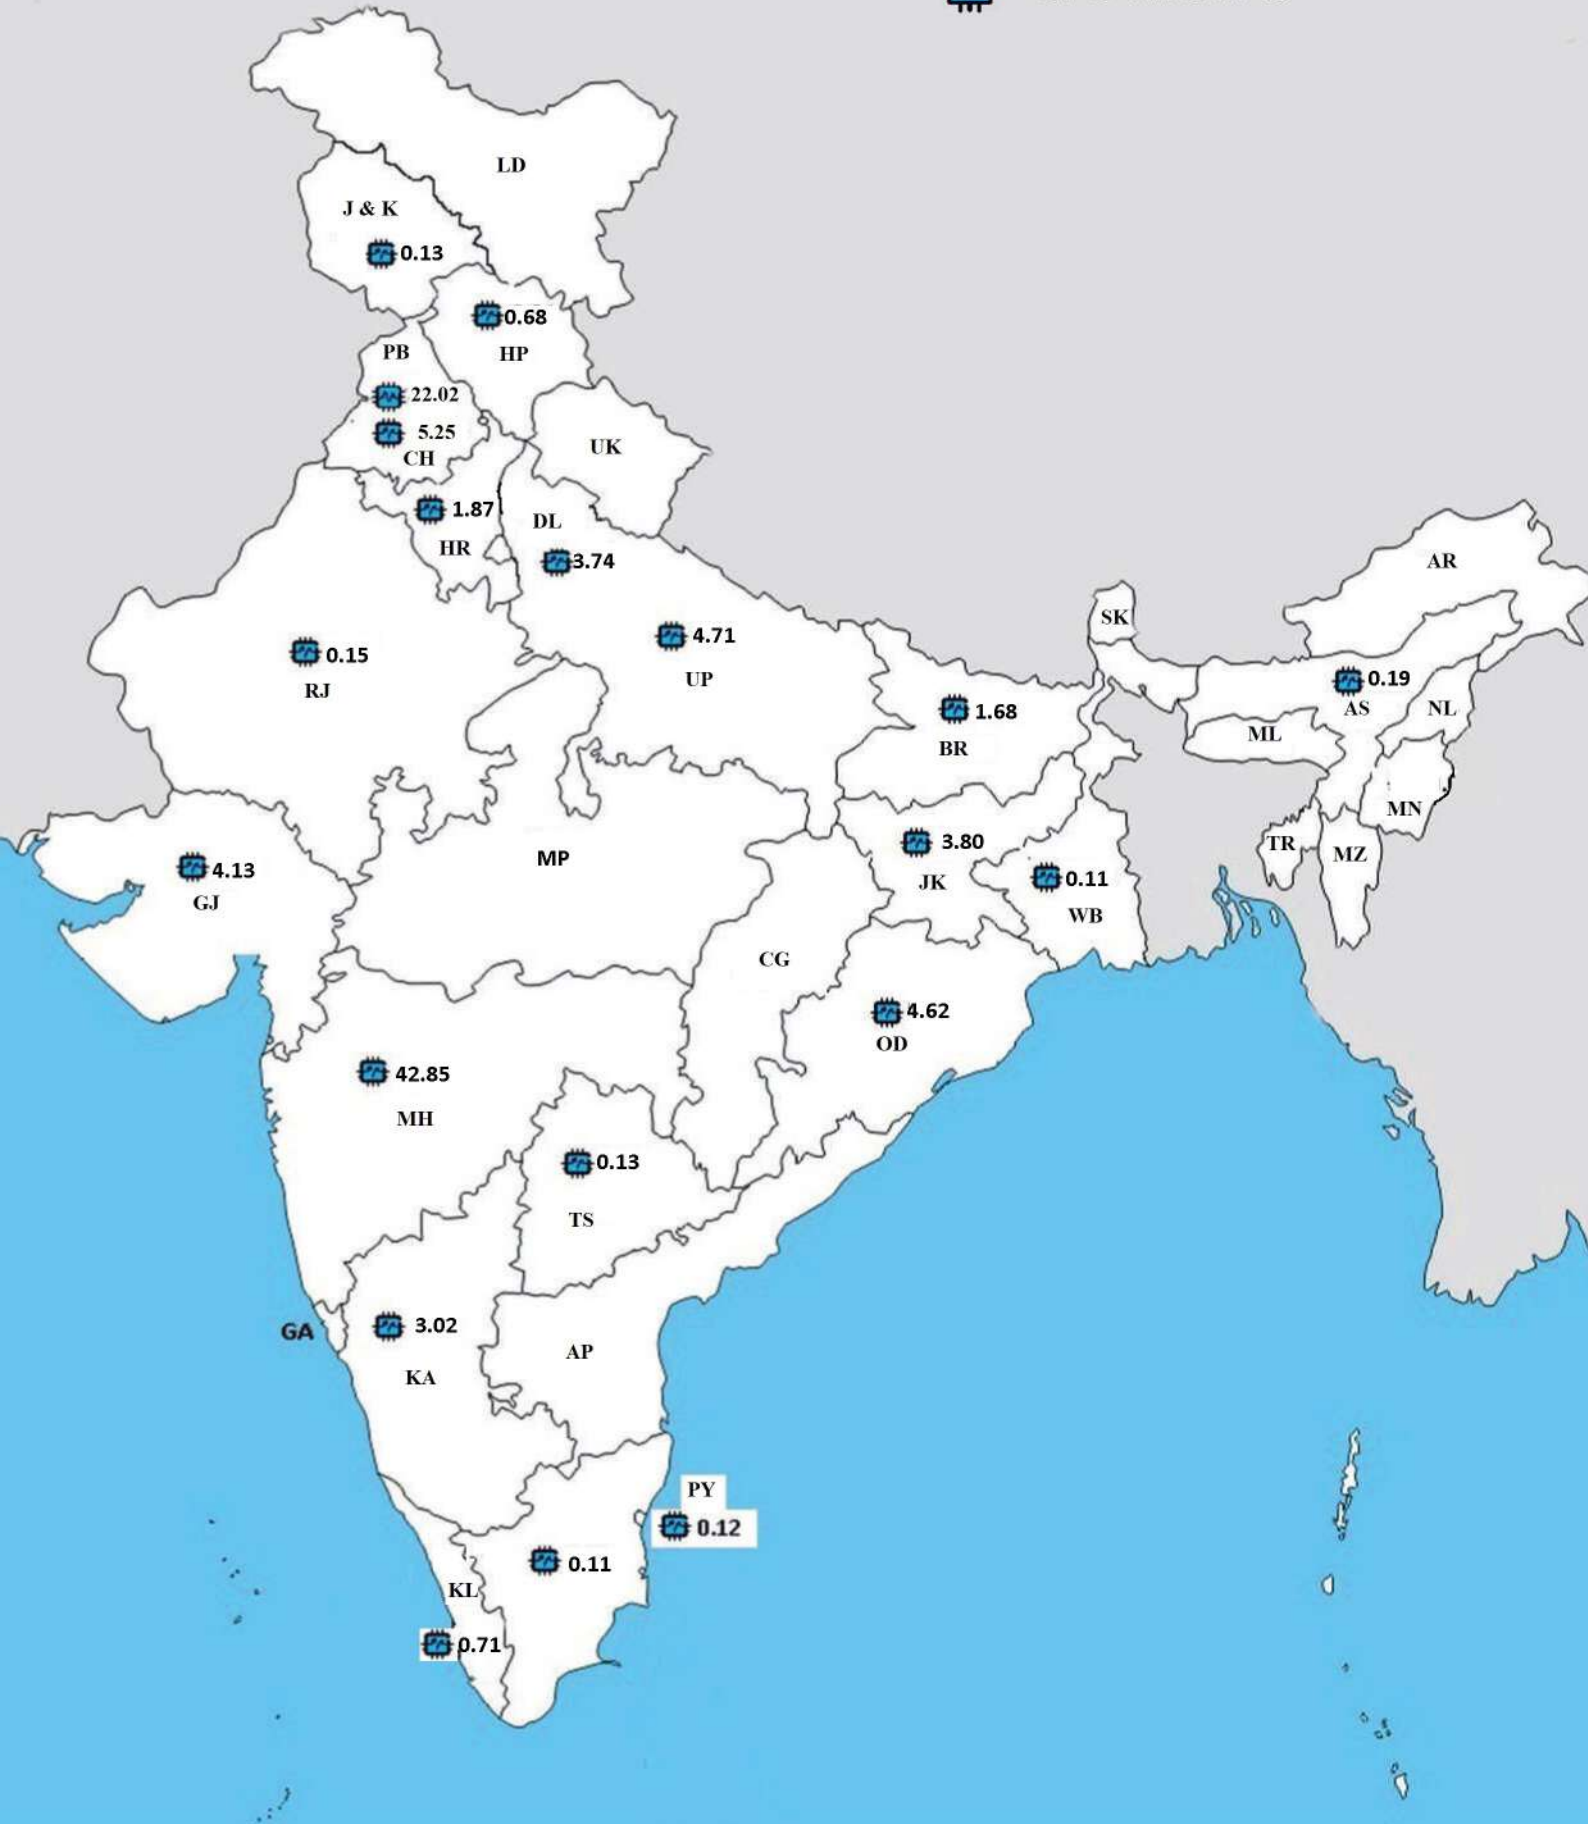 LD
J & K
0.13
0.68
HP
PB
22.02
5.25
CH
UK
1.87
HR
DL
3.74
AR
SK
4.71
UP
0.15
RJ
0.19
AS
NL
1.68
BR
ML
MN
3.80
JK
TR
MZ
MP
4.13
GJ
0.11
WB
CG
4.62
OD
42.85
MH
0.13
TS
GA
3.02
KA
AP
PY
0.12
0.11
KL
0.71